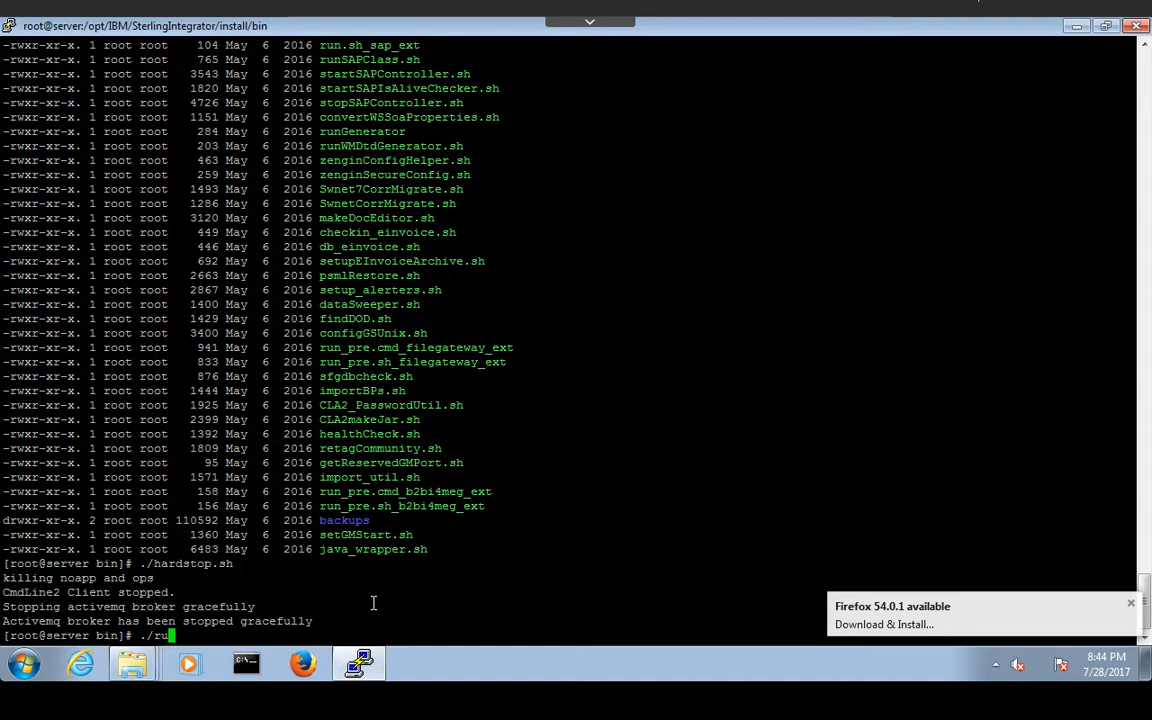 root@server:/opt/IBM/SterlingIntegrator/install/bin
-rwxr-xr-x. 1 root root    104 May  6  2016 run.sh_sap_ext
-rwxr-xr-x. 1 root root    765 May  6  2016 runSAPClass.sh
-rwxr-xr-x. 1 root root   3543 May  6  2016 startSAPController.sh
-rwxr-xr-x. 1 root root   1820 May  6  2016 startSAPIsAliveChecker.sh
-rwxr-xr-x. 1 root root   4726 May  6  2016 stopSAPController.sh
-rwxr-xr-x. 1 root root   1151 May  6  2016 convertWSSoaProperties.sh
-rwxr-xr-x. 1 root root    284 May  6  2016 runGenerator
-rwxr-xr-x. 1 root root    203 May  6  2016 runWMDtdGenerator.sh
-rwxr-xr-x. 1 root root    463 May  6  2016 zenginConfigHelper.sh
-rwxr-xr-x. 1 root root    259 May  6  2016 zenginSecureConfig.sh
-rwxr-xr-x. 1 root root   1493 May  6  2016 Swnet7CorrMigrate.sh
-rwxr-xr-x. 1 root root   1286 May  6  2016 SwnetCorrMigrate.sh
-rwxr-xr-x. 1 root root   3120 May  6  2016 makeDocEditor.sh
-rwxr-xr-x. 1 root root    449 May  6  2016 checkin_einvoice.sh
-rwxr-xr-x. 1 root root    446 May  6  2016 db_einvoice.sh
-rwxr-xr-x. 1 root root    692 May  6  2016 setupEInvoiceArchive.sh
-rwxr-xr-x. 1 root root   2663 May  6  2016 psmlRestore.sh
-rwxr-xr-x. 1 root root   2867 May  6  2016 setup_alerters.sh
-rwxr-xr-x. 1 root root   1400 May  6  2016 dataSweeper.sh
-rwxr-xr-x. 1 root root   1429 May  6  2016 findDOD.sh
-rwxr-xr-x. 1 root root   3400 May  6  2016 configGSUnix.sh
-rwxr-xr-x. 1 root root    941 May  6  2016 run_pre.cmd_filegateway_ext
-rwxr-xr-x. 1 root root    833 May  6  2016 run_pre.sh_filegateway_ext
-rwxr-xr-x. 1 root root    876 May  6  2016 sfgdbcheck.sh
-rwxr-xr-x. 1 root root   1444 May  6  2016 importBPs.sh
-rwxr-xr-x. 1 root root   1925 May  6  2016 CLA2_PasswordUtil.sh
-rwxr-xr-x. 1 root root   2399 May  6  2016 CLA2makeJar.sh
-rwxr-xr-x. 1 root root   1392 May  6  2016 healthCheck.sh
-rwxr-xr-x. 1 root root   1809 May  6  2016 retagCommunity.sh
-rwxr-xr-x. 1 root root     95 May  6  2016 getReservedGMPort.sh
-rwxr-xr-x. 1 root root   1571 May  6  2016 import_util.sh
-rwxr-xr-x. 1 root root    158 May  6  2016 run_pre.cmd_b2bi4meg_ext
-rwxr-xr-x. 1 root root    156 May  6  2016 run_pre.sh_b2bi4meg_ext
drwxr-xr-x. 2 root root 110592 May  6  2016 backups
-rwxr-xr-x. 1 root root   1360 May  6  2016 setGMStart.sh
-rwxr-xr-x. 1 root root   6483 May  6  2016 java_wrapper.sh
[root@server bin]# ./hardstop.sh
killing noapp and ops
CmdLine2 Client stopped.
Stopping activemq broker gracefully
Activemq broker has been stopped gracefully
[root@server bin]# ./ru
Firefox 54.0.1 available
Download & Install...
8:44 PM
7/28/2017